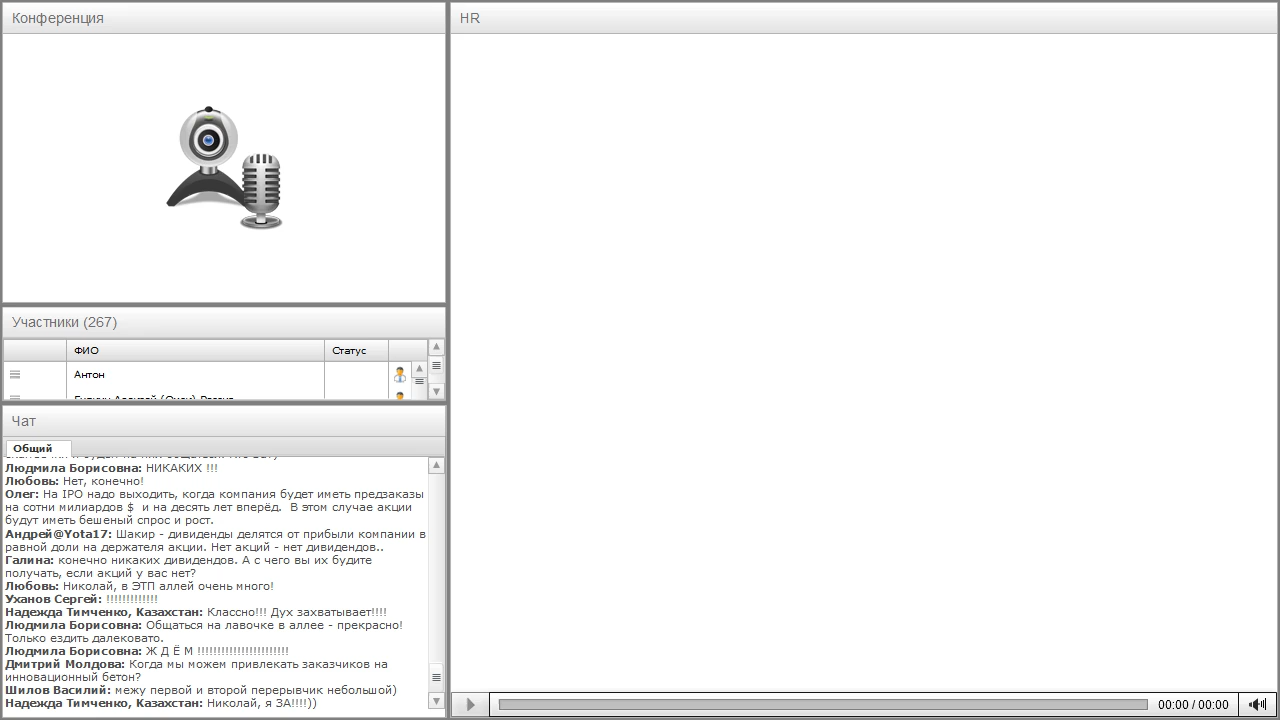 Конференция
HR
Участники (267)
ФИО Статус
Антон
Чат
Общий
Людмила Борисовна: НИКАКИХ !!!
Любовь: Нет, конечно!
Олег: На IPO надо выходить, когда компания будет иметь предзаказы
на сотни милиардов $ и на десять лет вперёд. В этом случае акции
будут иметь бешеный спрос и рост.
Андрей@Yota17: Шакир - дивиденды делятся от прибыли компании в
равной доли на держателя акции. Нет акций - нет дивидендов..
Галина: конечно никаких дивидендов. А с чего вы их будите
получать, если акций у вас нет?
Любовь: Николай, в ЭТП аллей очень много!
Уханов Сергей: !!!!!!!!!!!!!
Надежда Тимченко, Казахстан: Классно!!! Дух захватывает!!!!
Людмила Борисовна: Общаться на лавочке в аллее - прекрасно!
Только ездить далековато.
Людмила Борисовна: Ж Д Ё М !!!!!!!!!!!!!!!!!!!!!!!
Дмитрий Молдова: Когда мы можем привлекать заказчиков на
инновационный бетон?
Шилов Василий: межу первой и второй перерывчик небольшой)
Надежда Тимченко, Казахстан: Николай, я ЗА!!!!))
00:00 / 00:00